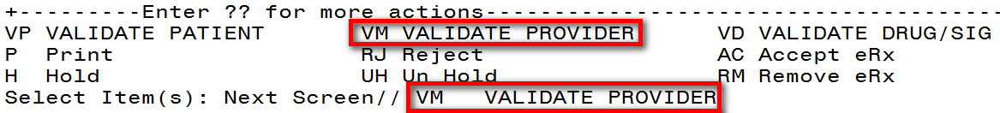 +---------Enter ?? for more actions--------------------------------------
VP VALIDATE PATIENT VM VALIDATE PROVIDER VD VALIDATE DRUG/SIG
P Print RJ Reject AC Accept eRx
H Hold UH Un Hold RM Remove eRx
Select Item(s): Next Screen// VM VALIDATE PROVIDER